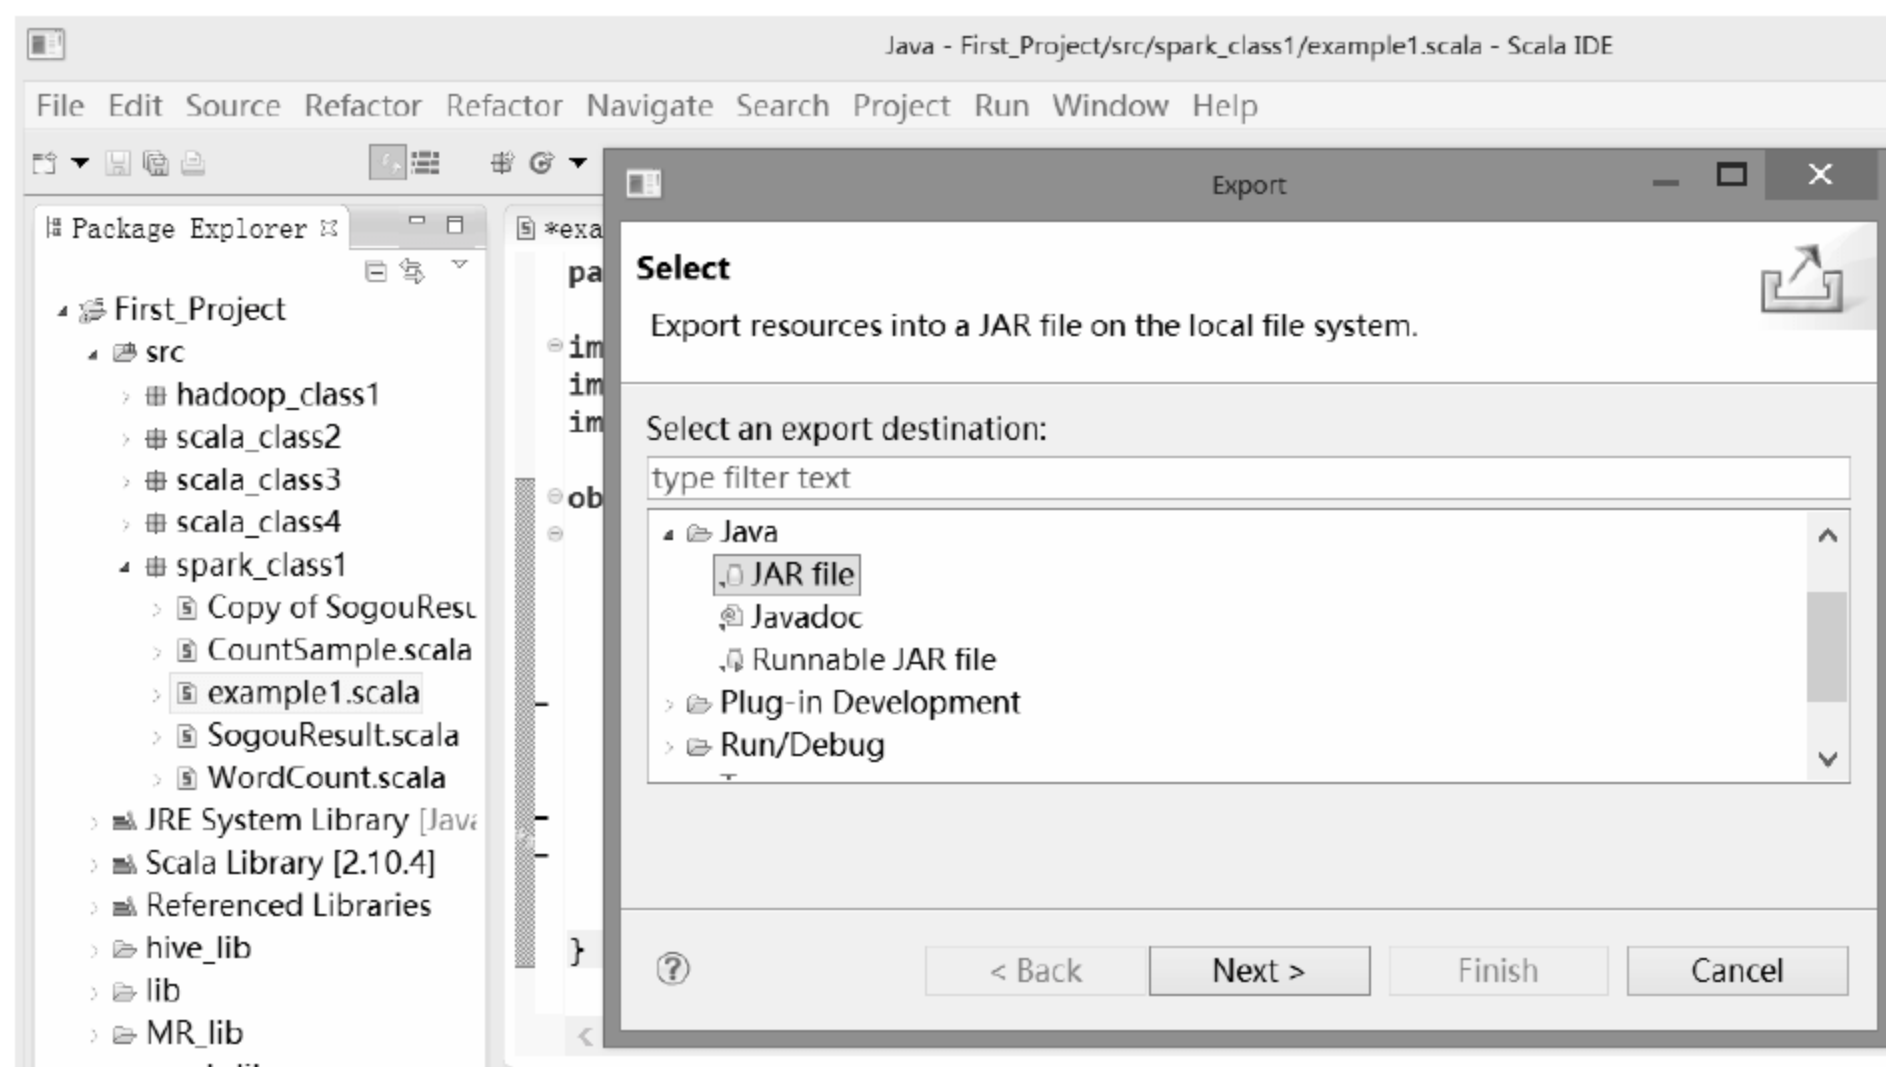 Java - First_Project/src/spark_class1/example1.scala - Scala IDE
File Edit Source Refactor Refactor Navigate Search Project Run Window Help
Package Explorer
First_Project
src
hadoop_class1
scala_class2
scala_class3
scala_class4
spark_class1
Copy of SogouResu
CountSample.scala
example1.scala
SogouResult.scala
WordCount.scala
JRE System Library [Java
Scala Library [2.10.4]
Referenced Libraries
hive_lib
lib
MR_lib
*exa
pa
im
im
im
ob
}
Export
Select
Export resources into a JAR file on the local file system.
Select an export destination:
type filter text
Java
JAR file
Javadoc
Runnable JAR file
Plug-in Development
Run/Debug
< Back
Next >
Finish
Cancel